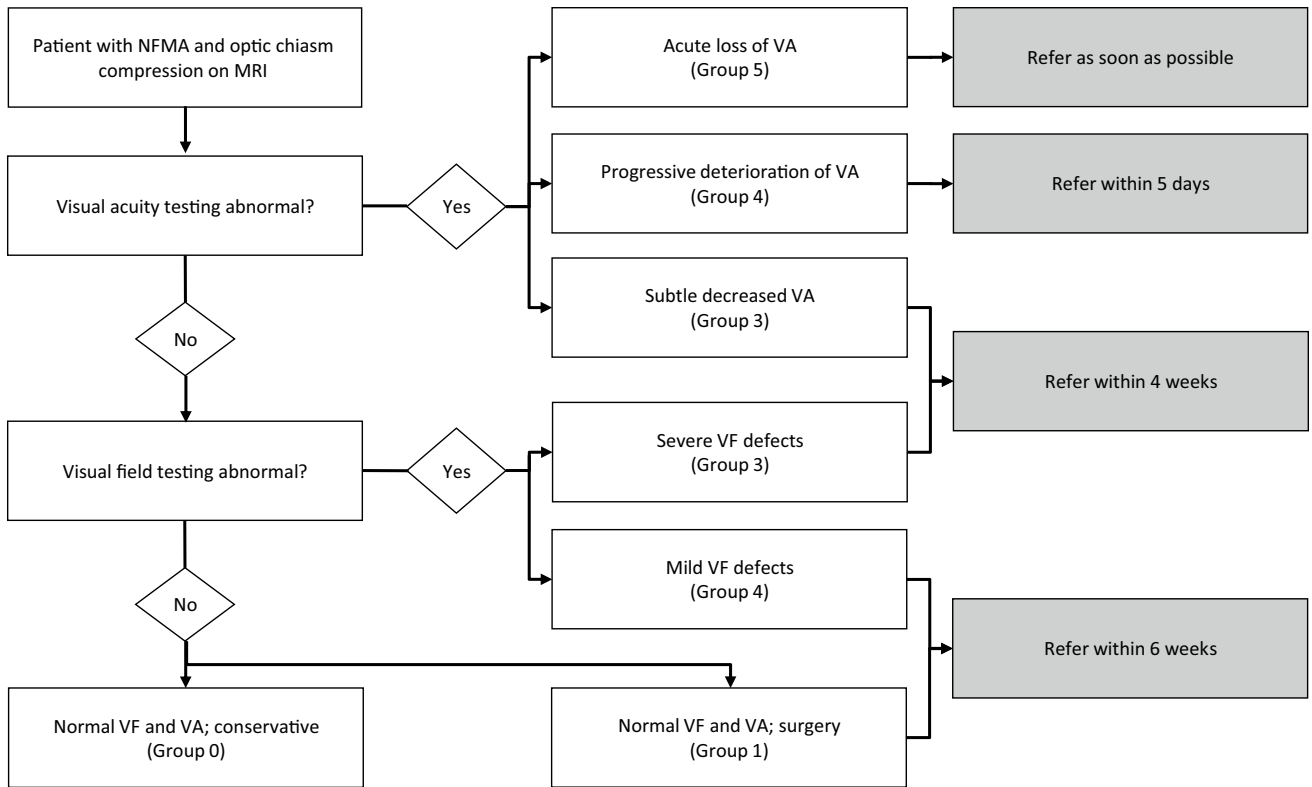 Patient with NFMA and optic chiasm
compression on MRI
Visual acuity testing abnormal?
Yes
Acute loss of VA
(Group 5)
Refer as soon as possible
Progressive deterioration of VA
(Group 4)
Refer within 5 days
Subtle decreased VA
(Group 3)
No
Refer within 4 weeks
Visual field testing abnormal?
Yes
Severe VF defects
(Group 3)
Mild VF defects
(Group 4)
No
Refer within 6 weeks
Normal VF and VA; conservative
(Group 0)
Normal VF and VA; surgery
(Group 1)